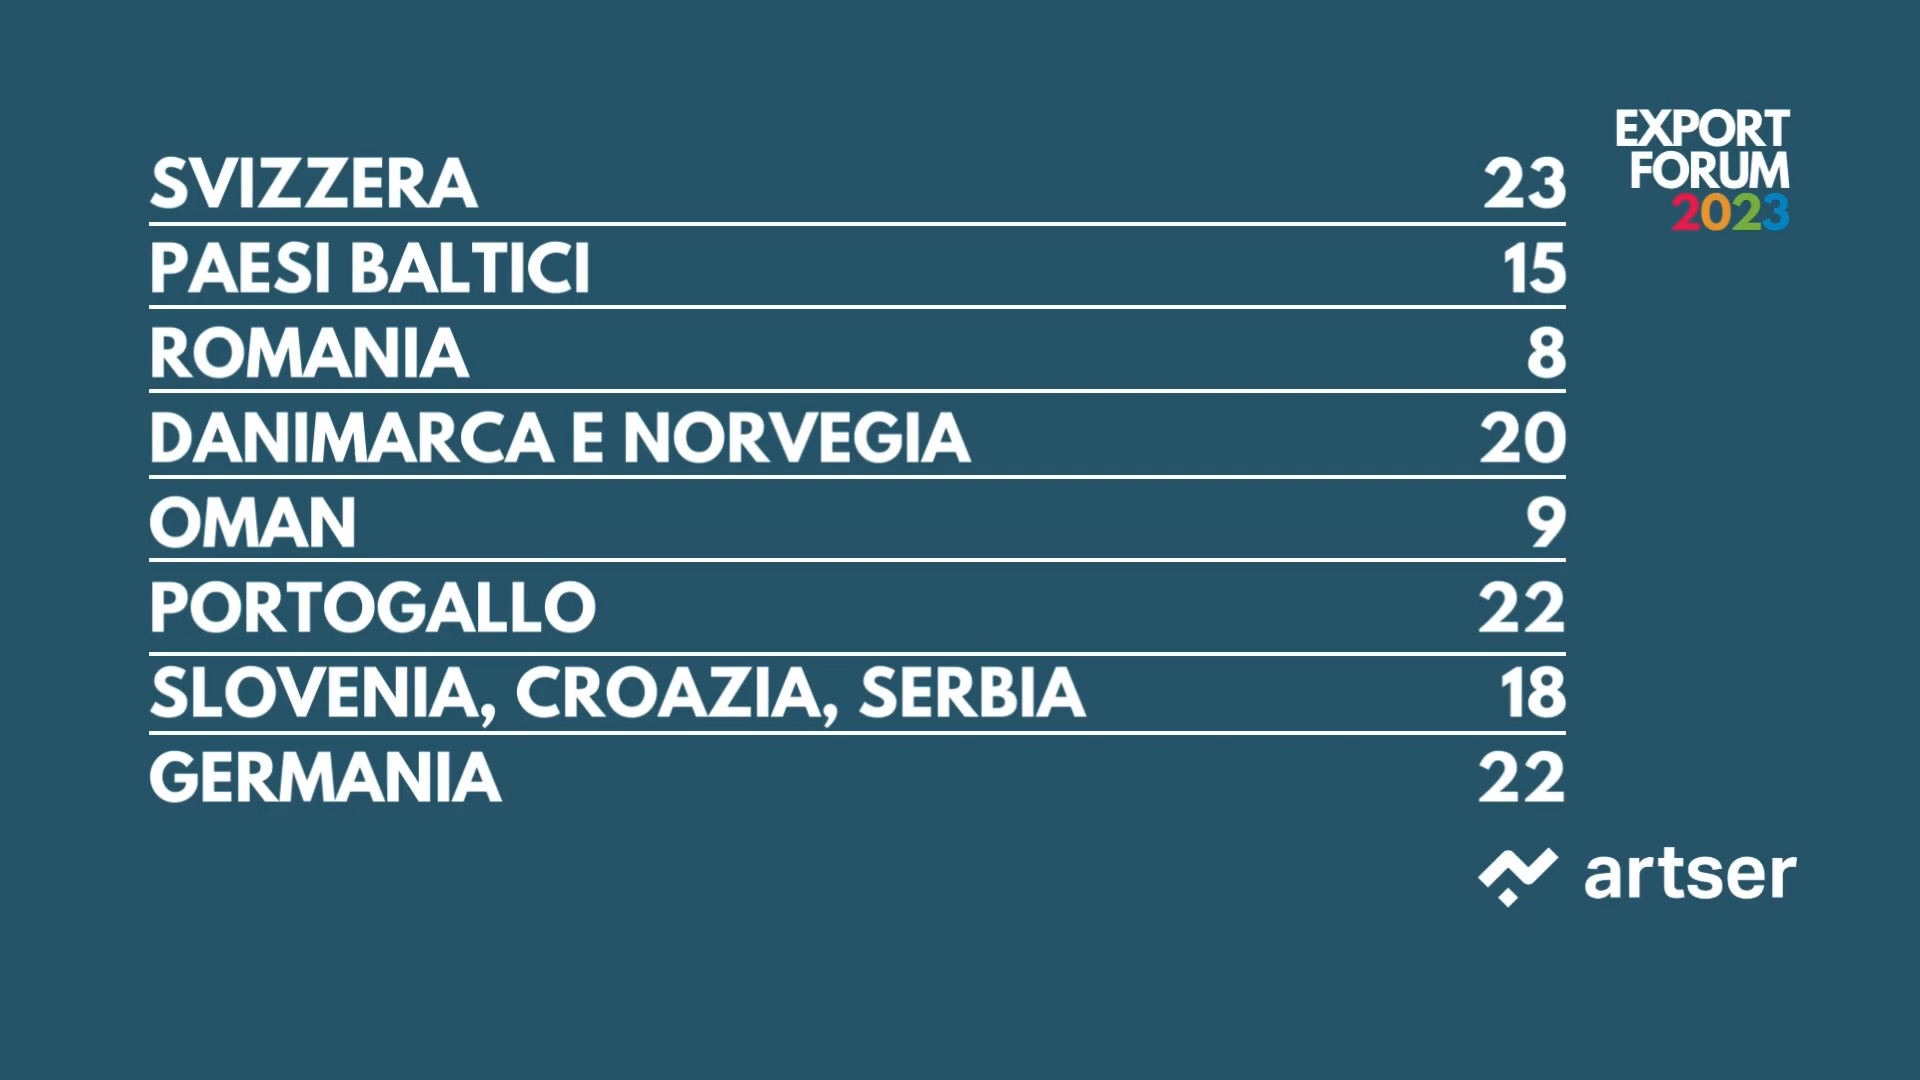 EXPORT
FORUM
2023
SVIZZERA 23
PAESI BALTICI 15
ROMANIA 8
DANIMARCA E NORVEGIA 20
OMAN 9
PORTOGALLO 22
SLOVENIA, CROAZIA, SERBIA 18
GERMANIA 22
artser